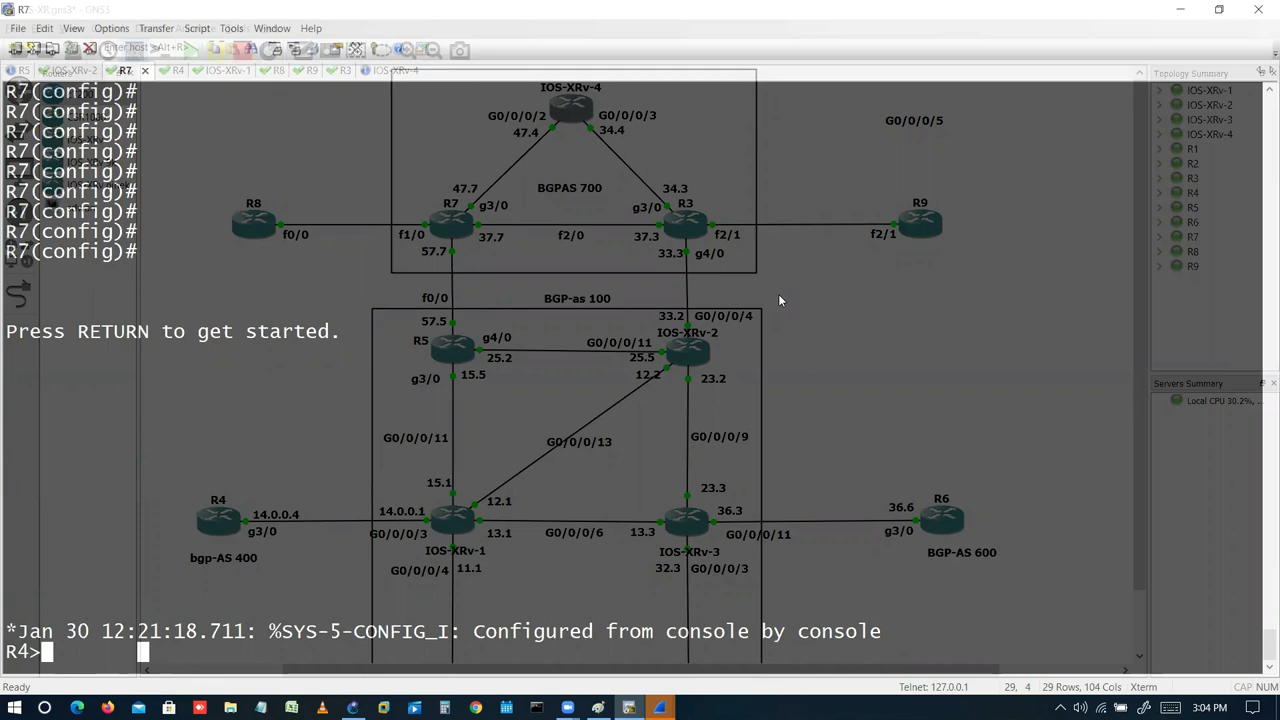 R7
XR.gns3* - GNS3
File Edit View Options Transfer Script Tools Window Help
Enter host <Alt+R>
R5 IOS-XRv-2 R7 R4 IOS-XRv-1 R8 R9 R3 IOS-XRv-4
R7(config)#
R7(config)#
R7(config)#
R7(config)#
R7(config)#
R7(config)#
R7(config)#
R7(config)#
R7(config)#
Press RETURN to get started.
*Jan 30 12:21:18.711: %SYS-5-CONFIG_I: Configured from console by console
R4>
IOS-XRv-4
G0/0/0/2 G0/0/0/3 G0/0/0/5
47.4 34.4
BGPAS 700
47.7 34.3
R8 R7 g3/0 g3/0 R3 R9
f0/0 f1/0 37.7 f2/0 37.3 f2/1 f2/1
57.7 33.3 g4/0
f0/0 BGP-as 100
57.5 33.2 G0/0/0/4
IOS-XRv-2
R5 g4/0 G0/0/0/11
25.2 25.5
g3/0 15.5 12.2 23.2
G0/0/0/11 G0/0/0/13 G0/0/0/9
15.1 12.1 23.3
R4 14.0.0.4 14.0.0.1 36.3 36.6 R6
g3/0 G0/0/0/3 13.1 G0/0/0/6 13.3 G0/0/0/11 g3/0
bgp-AS 400 IOS-XRv-1 IOS-XRv-3 BGP-AS 600
G0/0/0/4 11.1 32.3 G0/0/0/3
Topology Summary
IOS-XRv-1
IOS-XRv-2
IOS-XRv-3
IOS-XRv-4
R1
R2
R3
R4
R5
R6
R7
R8
R9
Servers Summary
Local CPU 30.2%, ...
Ready Telnet: 127.0.0.1 29, 4 29 Rows, 104 Cols Xterm CAP NUM
3:04 PM